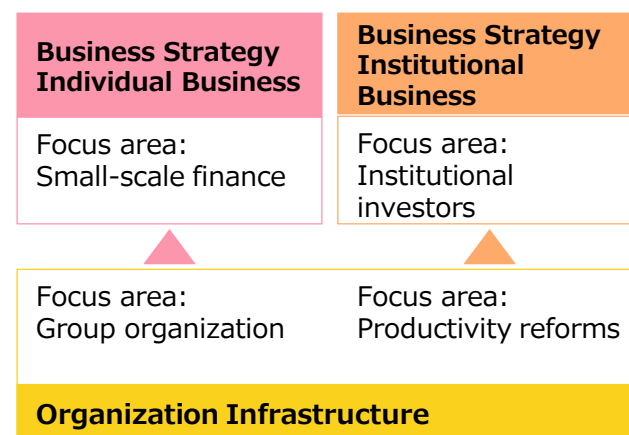 Business Strategy
Individual Business
Business Strategy
Institutional
Business
Focus area:
Small-scale finance
Focus area:
Institutional
investors
Focus area:
Group organization
Focus area:
Productivity reforms
Organization Infrastructure